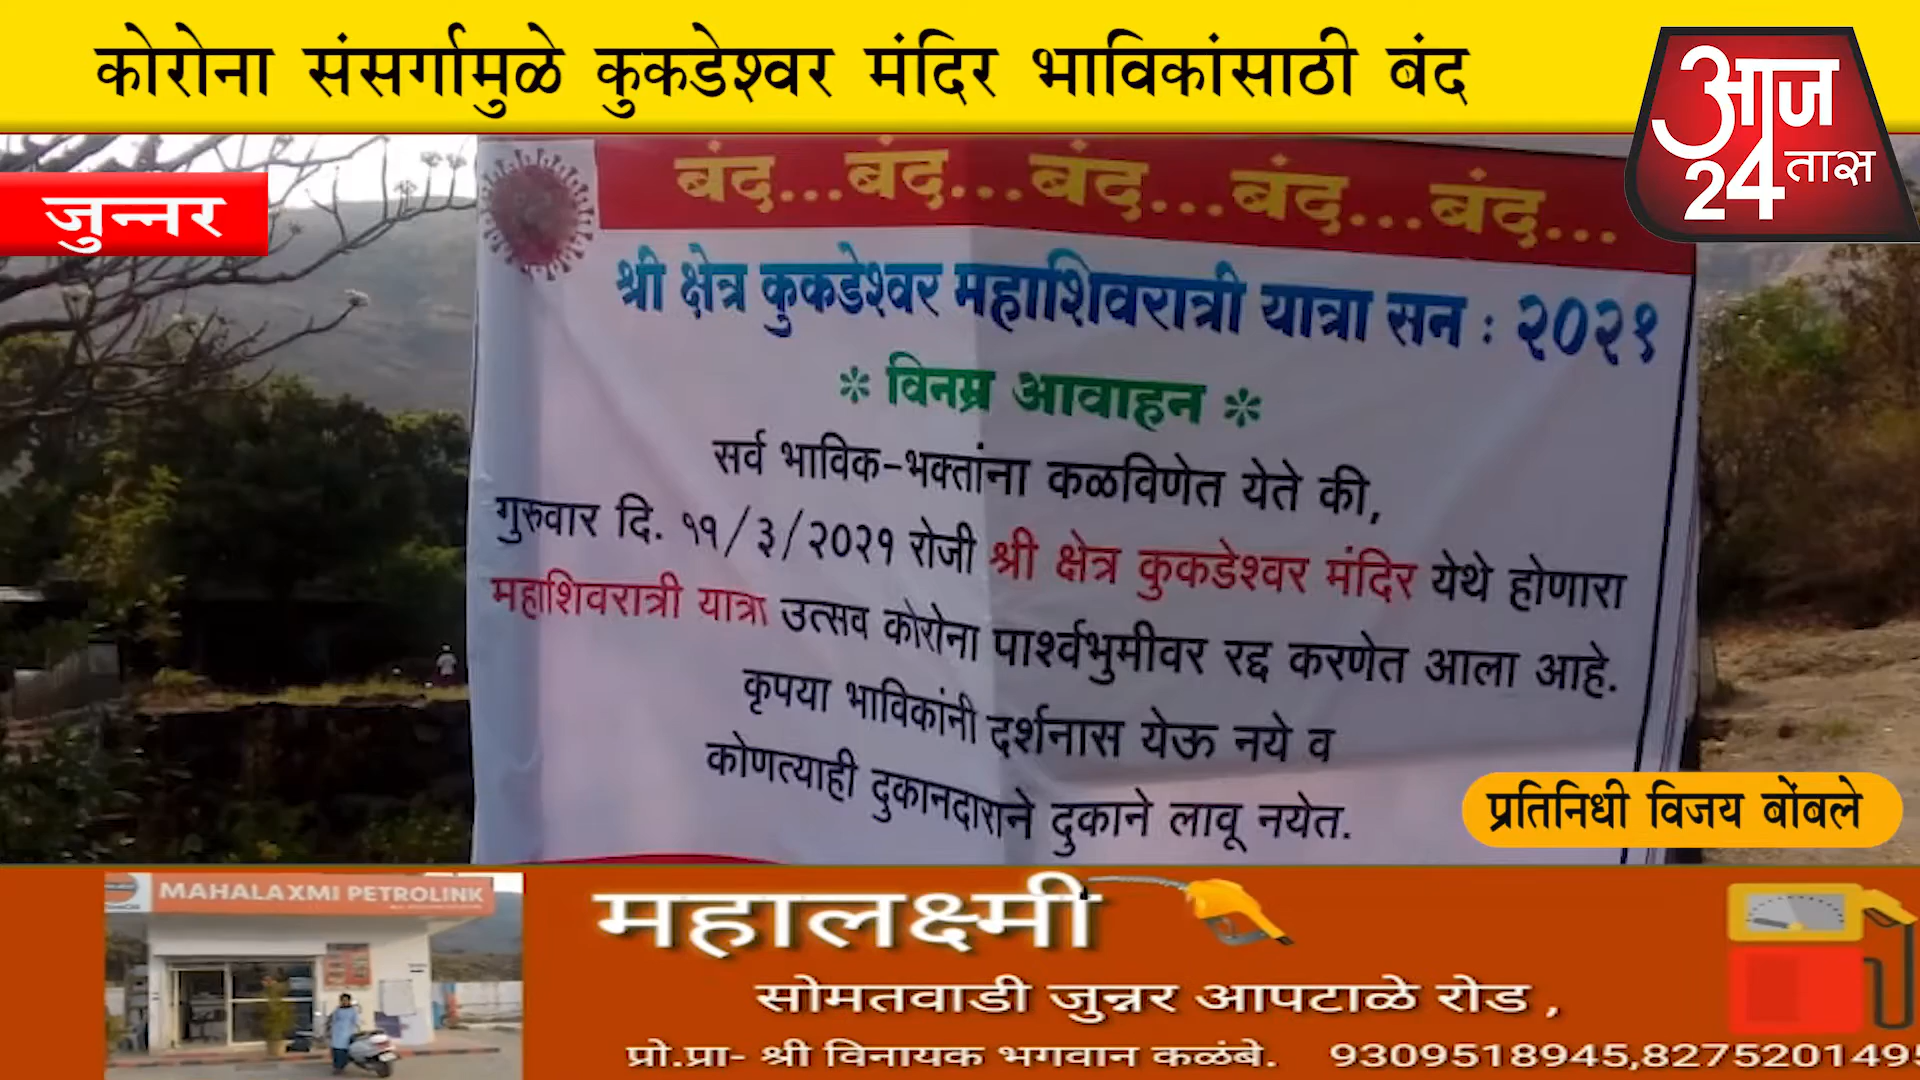 कोरोना संसर्गामुळे कुकडेश्वर मंदिर भाविकांसाठी बंद
आज
24 तास
जुन्नर
बंद...बंद...बंद...बंद...बंद...
श्री क्षेत्र कुकडेश्वर महाशिवरात्री यात्रा सन : २०२१
* विनम्र आवाहन *
सर्व भाविक-भक्तांना कळविणेत येते की,
गुरुवार दि. ११/३/२०२१ रोजी श्री क्षेत्र कुकडेश्वर मंदिर येथे होणारा
महाशिवरात्री यात्रा उत्सव कोरोना पार्श्वभुमीवर रद्द करणेत आला आहे.
कृपया भाविकांनी दर्शनास येऊ नये व
कोणत्याही दुकानदाराने दुकाने लावू नयेत.
प्रतिनिधी विजय बोंबले
MAHALAXMI PETROLINK
महालक्ष्मी
सोमतवाडी जुन्नर आपटाळे रोड ,
प्रो.प्रा- श्री विनायक भगवान कळंबे. 9309518945,827520149